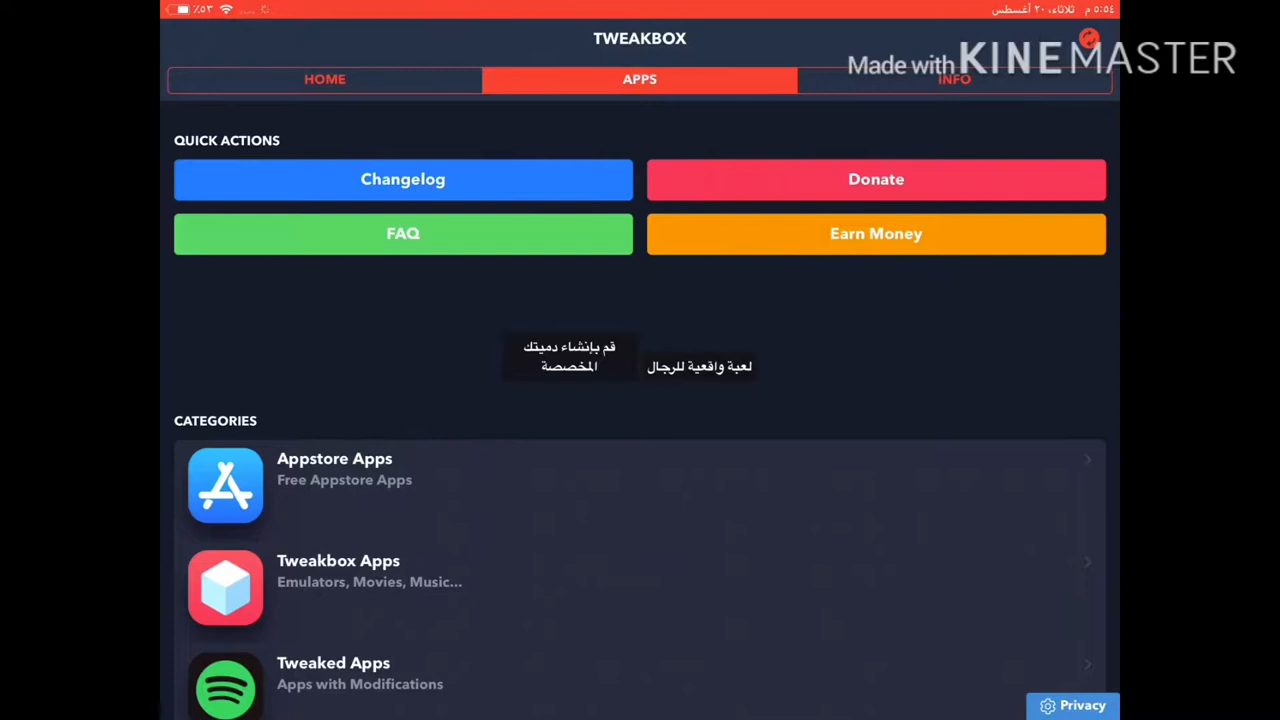 ٥:٥٤ م ثلاثاء، ٢٠ أغسطس
٥٣٪
TWEAKBOX
Made with KINEMASTER
HOME
APPS
INFO
QUICK ACTIONS
Changelog
Donate
FAQ
Earn Money
قم بإنشاء دميتك
المخصصة
لعبة واقعية للرجال
CATEGORIES
Appstore Apps
Free Appstore Apps
Tweakbox Apps
Emulators, Movies, Music...
Tweaked Apps
Apps with Modifications
Privacy